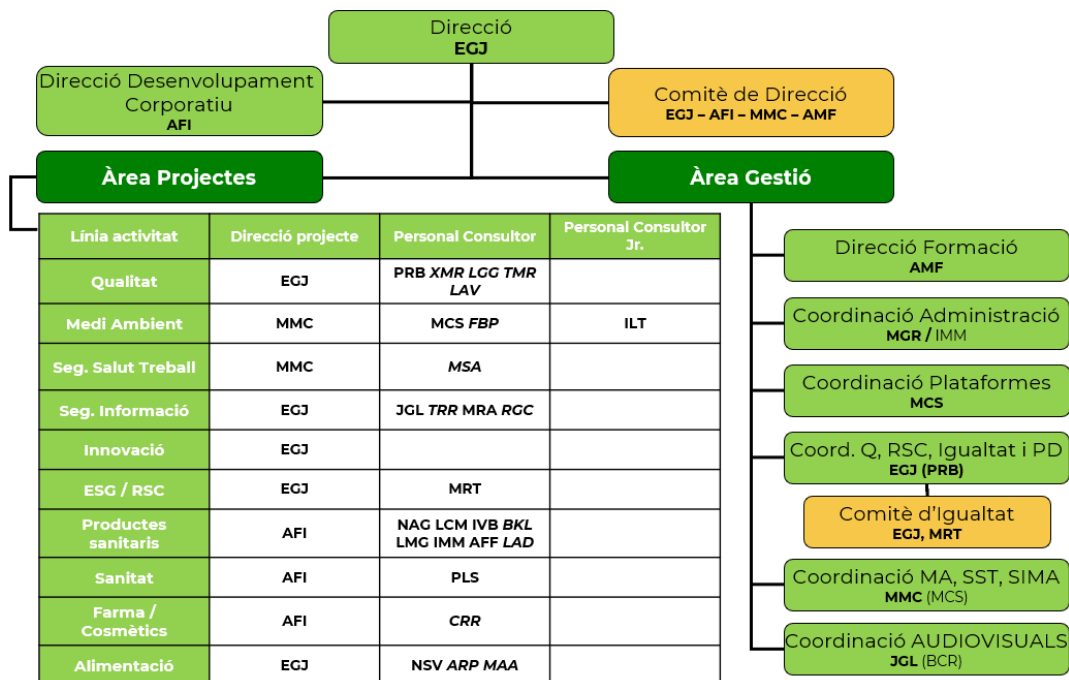 Direcció
EGJ
Direcció Desenvolupament
Corporatiu
AFI
Comitè de Direcció
EGJ – AFI – MMC – AMF
Àrea Projectes
Àrea Gestió
Línia activitat
Direcció projecte
Personal Consultor
Personal Consultor
Jr.
Qualitat
EGJ
PRB XMR LGG TMR
LAV
Medi Ambient
MMC
MCS FBP
ILT
Seg. Salut Treball
MMC
MSA
Seg. Informació
EGJ
JGL TRR MRA RGC
Innovació
EGJ
ESG / RSC
EGJ
MRT
Productes
sanitaris
AFI
NAG LCM IVB BKL
LMG IMM AFF LAD
Sanitat
AFI
PLS
Farma /
Cosmètics
AFI
CRR
Alimentació
EGJ
NSV ARP MAA
Direcció Formació
AMF
Coordinació Administració
MGR / IMM
Coordinació Plataformes
MCS
Coord. Q, RSC, Igualtat i PD
EGJ (PRB)
Comitè d’Igualtat
EGJ, MRT
Coordinació MA, SST, SIMA
MMC (MCS)
Coordinació AUDIOVISUALS
JGL (BCR)